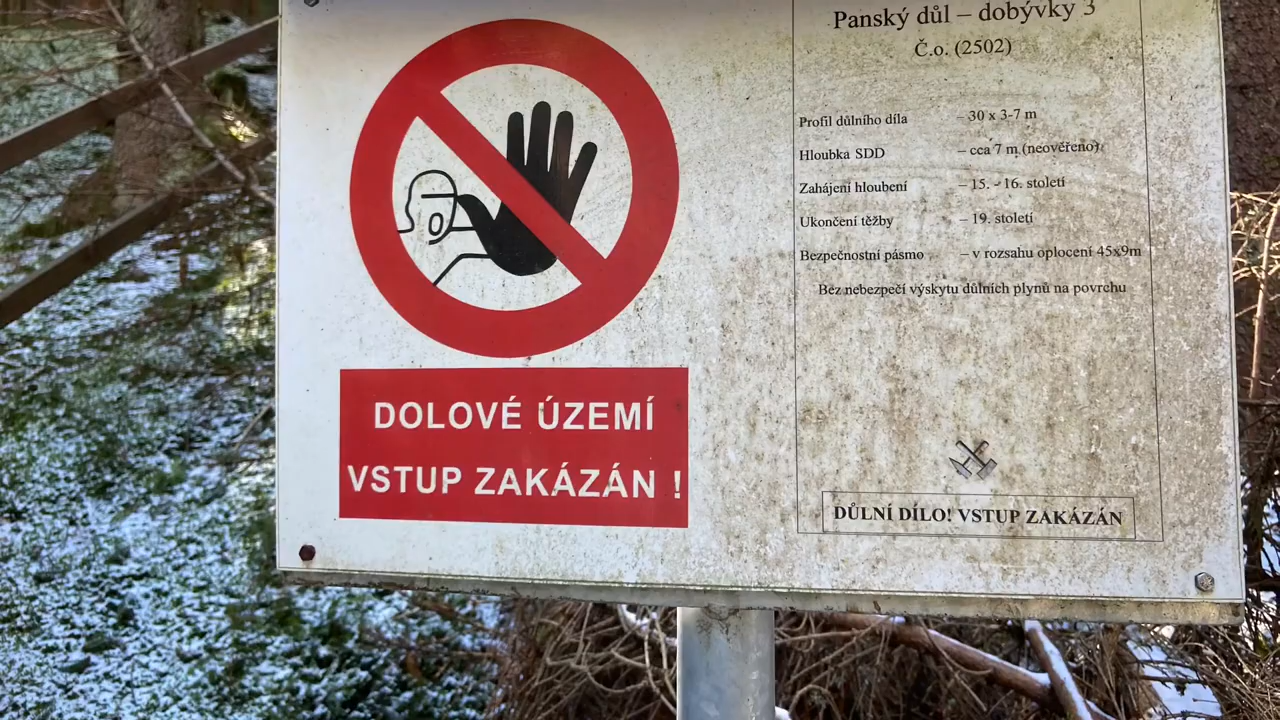 DOLOVÉ ÚZEMÍ
VSTUP ZAKÁZÁN !
Panský důl – dobývky 3
Č.o. (2502)
Profil důlního díla – 30 x 3-7 m
Hloubka SDD – cca 7 m (neověřeno)
Zahájení hloubení – 15. - 16. století
Ukončení těžby – 19. století
Bezpečnostní pásmo – v rozsahu oplocení 45x9m
Bez nebezpečí výskytu důlních plynů na povrchu
DŮLNÍ DÍLO! VSTUP ZAKÁZÁN